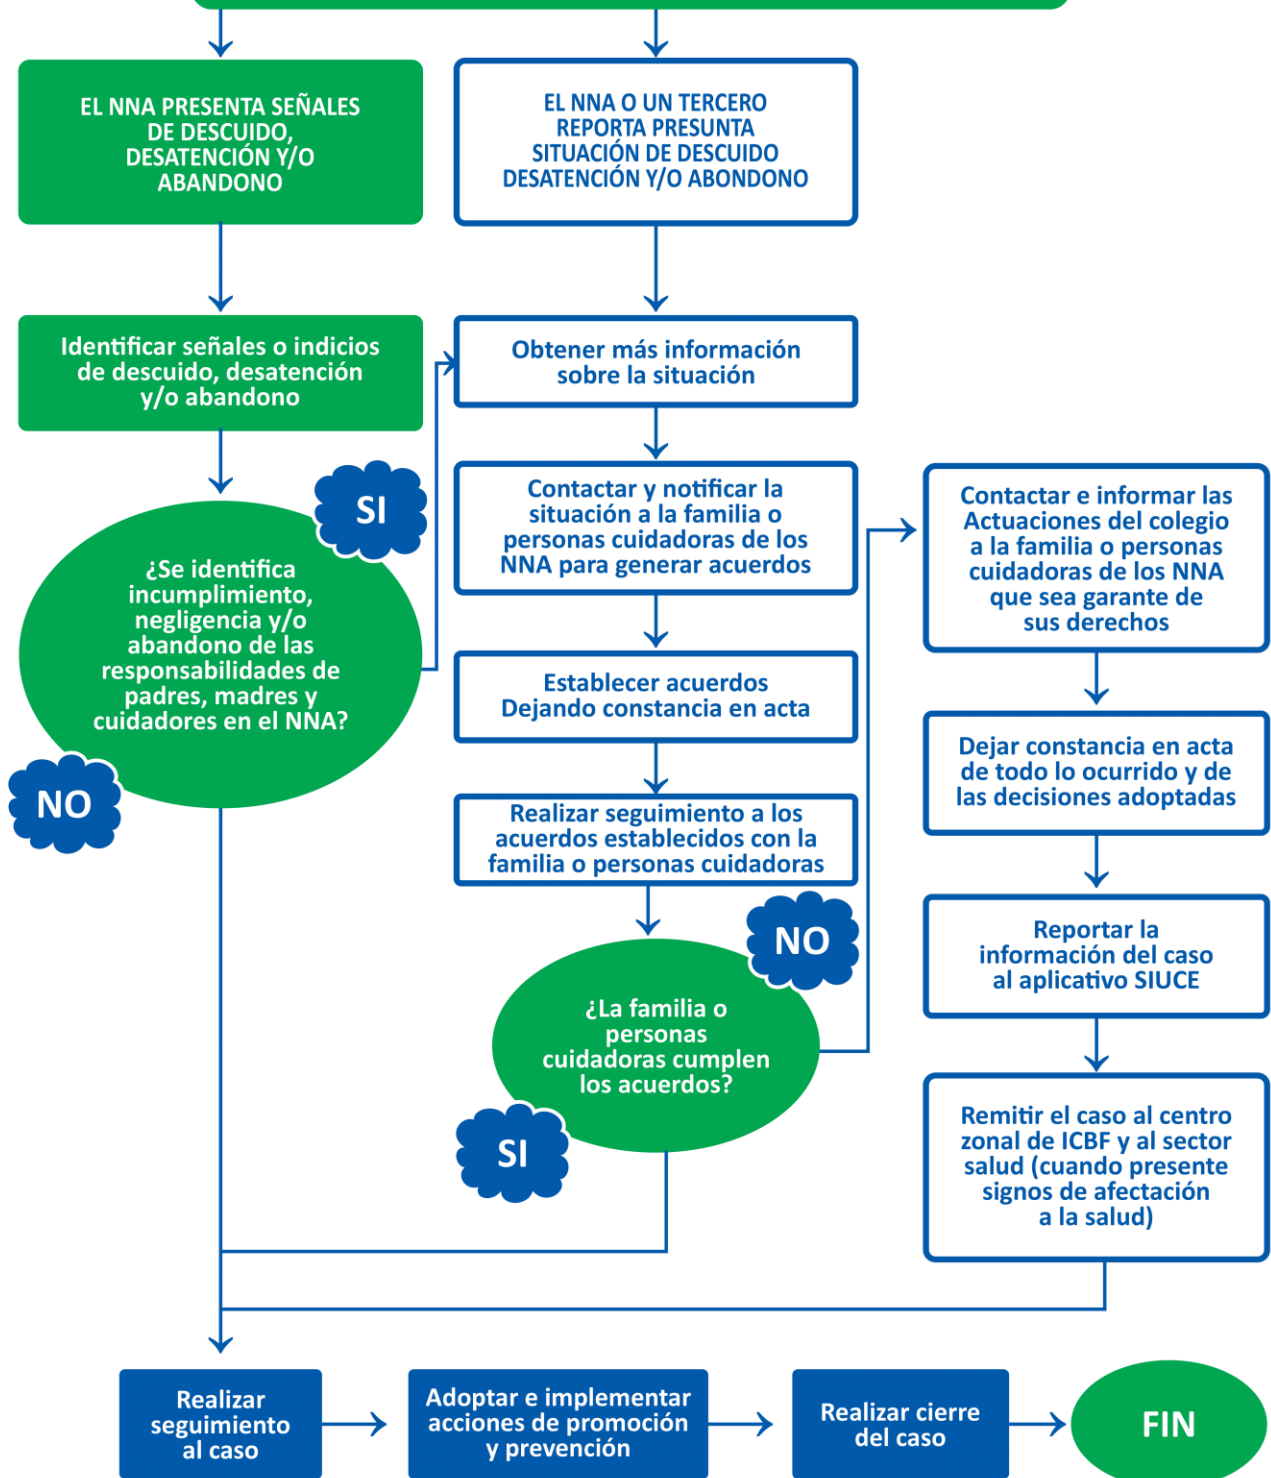 EL NNA PRESENTA SEÑALES
DE DESCUIDO,
DESATENCIÓN Y/O
ABANDONO
EL NNA O UN TERCERO
REPORTA PRESUNTA
SITUACIÓN DE DESCUIDO
DESATENCIÓN Y/O ABONDONO
Identificar señales o indicios
de descuido, desatención
y/o abandono
Obtener más información
sobre la situación
SI
¿Se identifica
incumplimiento,
negligencia y/o
abandono de las
responsabilidades de
padres, madres y
cuidadores en el NNA?
NO
Contactar y notificar la
situación a la familia o
personas cuidadoras de los
NNA para generar acuerdos
Establecer acuerdos
Dejando constancia en acta
Realizar seguimiento a los
acuerdos establecidos con la
familia o personas cuidadoras
NO
¿La familia o
personas
cuidadoras cumplen
los acuerdos?
SI
Contactar e informar las
Actuaciones del colegio
a la familia o personas
cuidadoras de los NNA
que sea garante de
sus derechos
Dejar constancia en acta
de todo lo ocurrido y de
las decisiones adoptadas
Reportar la
información del caso
al aplicativo SIUCE
Remitir el caso al centro
zonal de ICBF y al sector
salud (cuando presente
signos de afectación
a la salud)
Realizar
seguimiento
al caso
Adoptar e implementar
acciones de promoción
y prevención
Realizar cierre
del caso
FIN